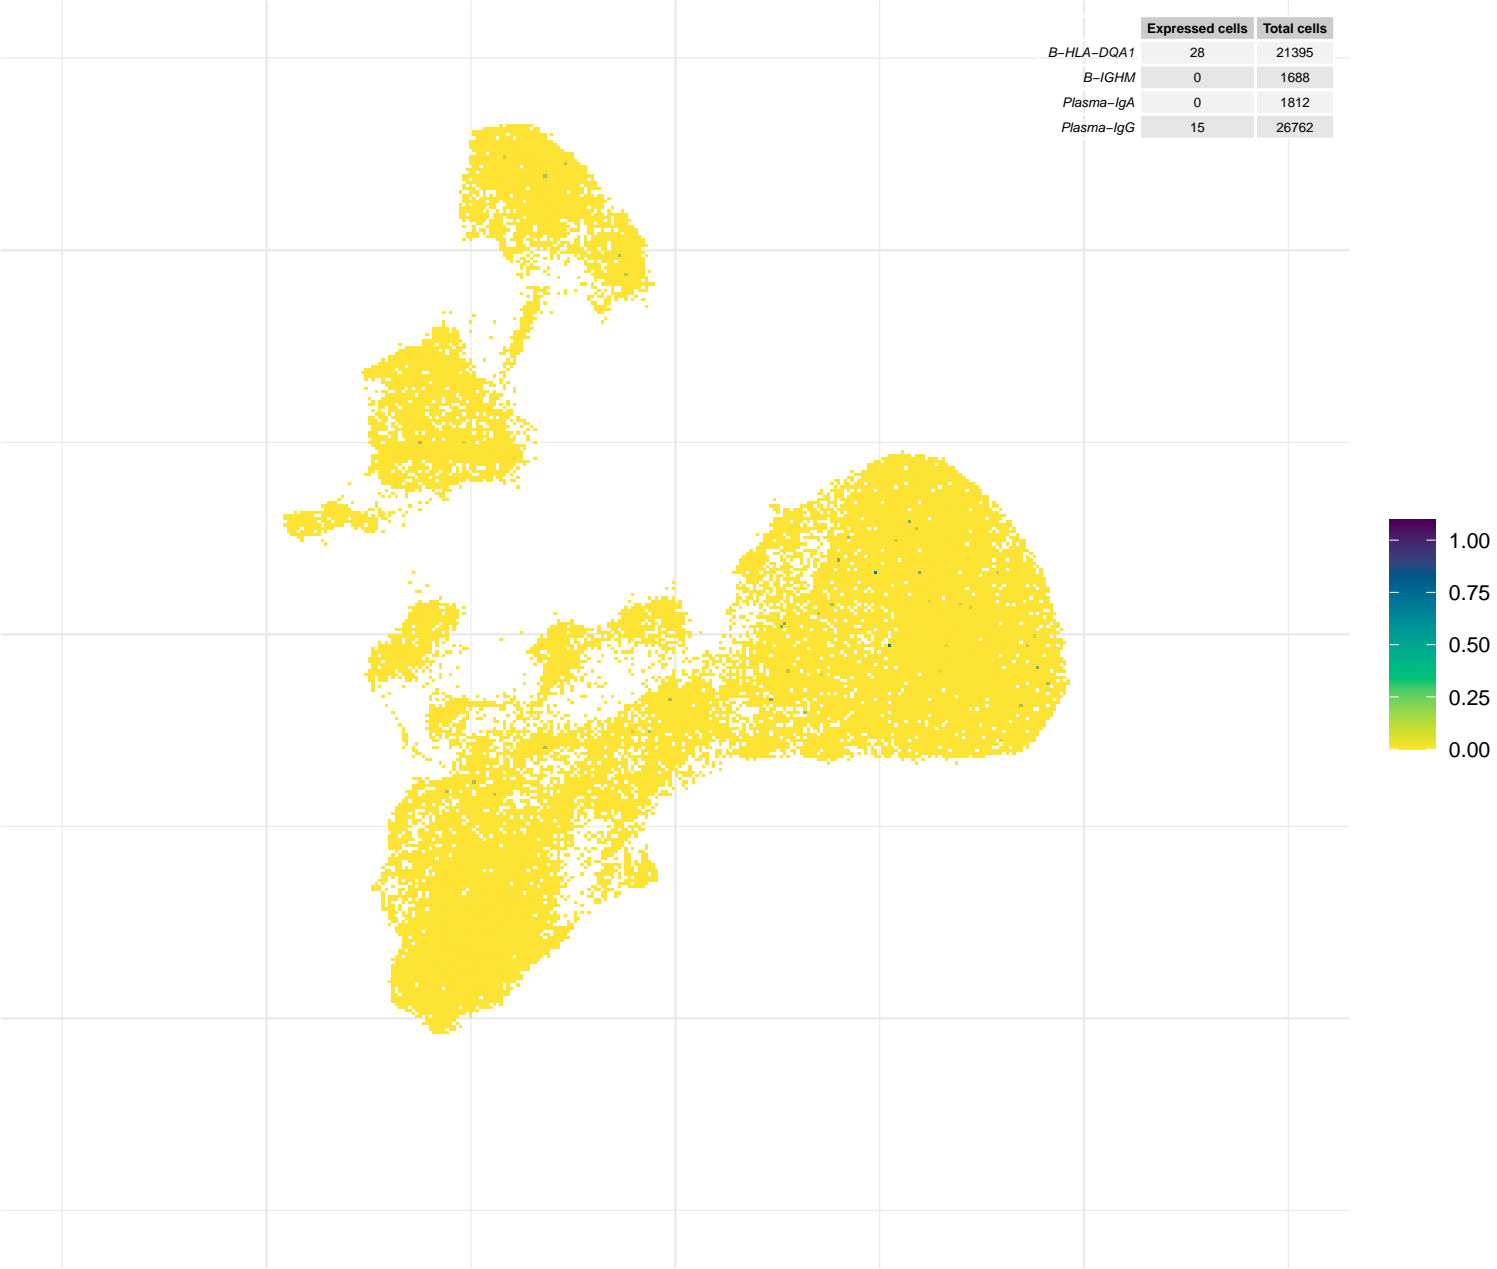 Expressed cells Total cells
B−HLA−DQA1 28 21395
B−IGHM 0 1688
Plasma−IgA 0 1812
Plasma−IgG 15 26762
1.00
0.75
0.50
0.25
0.00